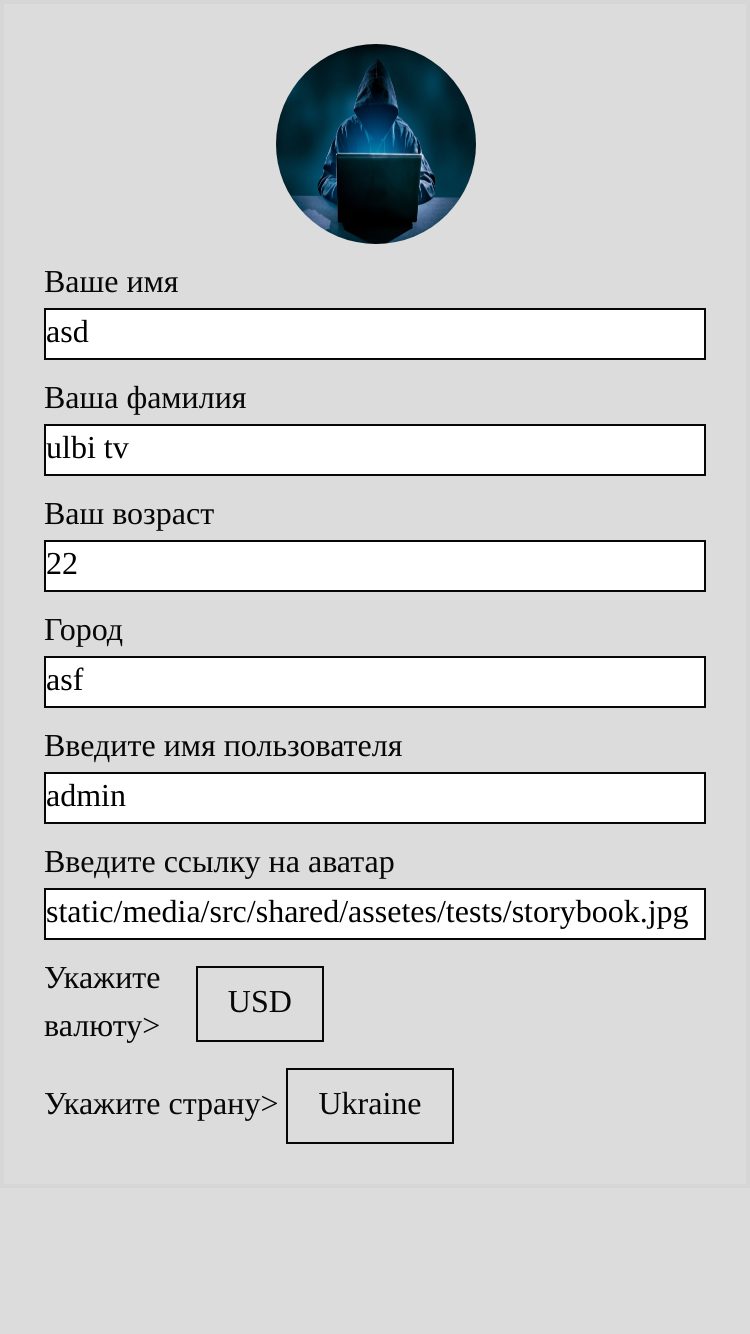 Ваше имя
asd
Ваша фамилия
ulbi tv
Ваш возраст
22
Город
asf
Введите имя пользователя
admin
Введите ссылку на аватар
static/media/src/shared/assetes/tests/storybook.jpg
Укажите
валюту>
USD
Укажите страну>
Ukraine